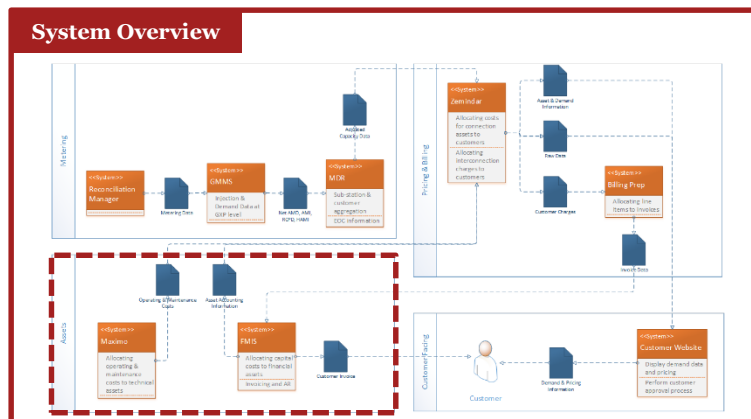 System Overview
Metering
<<System>>
Reconciliation
Manager
Metering Data
<<System>>
GMMS
Injection &
Demand Data at
GXP level
Net AMD, AMI,
RCPD, HAMI
<<System>>
MDR
Sub-station &
customer
aggregation
EDC Information
Adjusted
Capacity Data
Pricing & Billing
<<System>>
Zemindar
Allocating costs
for connection
assets to
customers
Allocating
interconnection
charges to
customers
Asset & Demand
Information
Raw Data
Customer Charges
<<System>>
Billing Prep
Allocating line
items to invoices
Invoice Data
Assets
Operating & Maintenance
Costs
Asset Accounting
Information
<<System>>
Maximo
Allocating
operating &
maintenance
costs to technical
assets
<<System>>
FMIS
Allocating capital
costs to financial
assets
Invoicing and AR
Customer Invoice
Customer Facing
Customer
Demand & Pricing
Information
<<System>>
Customer Website
Display demand data
and pricing
Perform customer
approval process